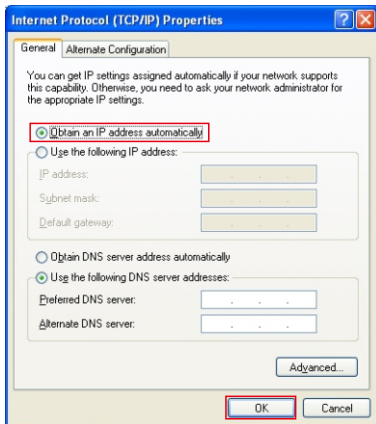 Internet Protocol (TCP/IP) Properties
General Alternate Configuration
You can get IP settings assigned automatically if your network supports
this capability. Otherwise, you need to ask your network administrator for
the appropriate IP settings.
Obtain an IP address automatically
Use the following IP address:
IP address:
Subnet mask:
Default gateway:
Obtain DNS server address automatically
Use the following DNS server addresses:
Preferred DNS server:
Alternate DNS server:
Advanced...
OK Cancel